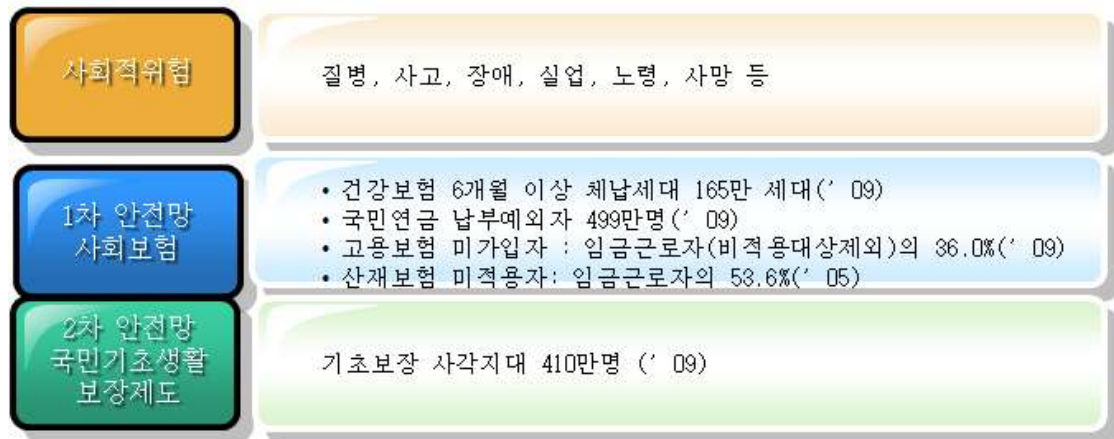 사회적위험
질병, 사고, 장애, 실업, 노령, 사망 등
1차 안전망
사회보험
• 건강보험 6개월 이상 체납세대 165만 세대(’ 09)
• 국민연금 납부예외자 499만명(’ 09)
• 고용보험 미가입자 : 임금근로자(비적용대상제외)의 36.0%(’ 09)
• 산재보험 미적용자: 임금근로자의 53.6%(’ 05)
2차 안전망
국민기초생활
보장제도
기초보장 사각지대 410만명 (’ 09)